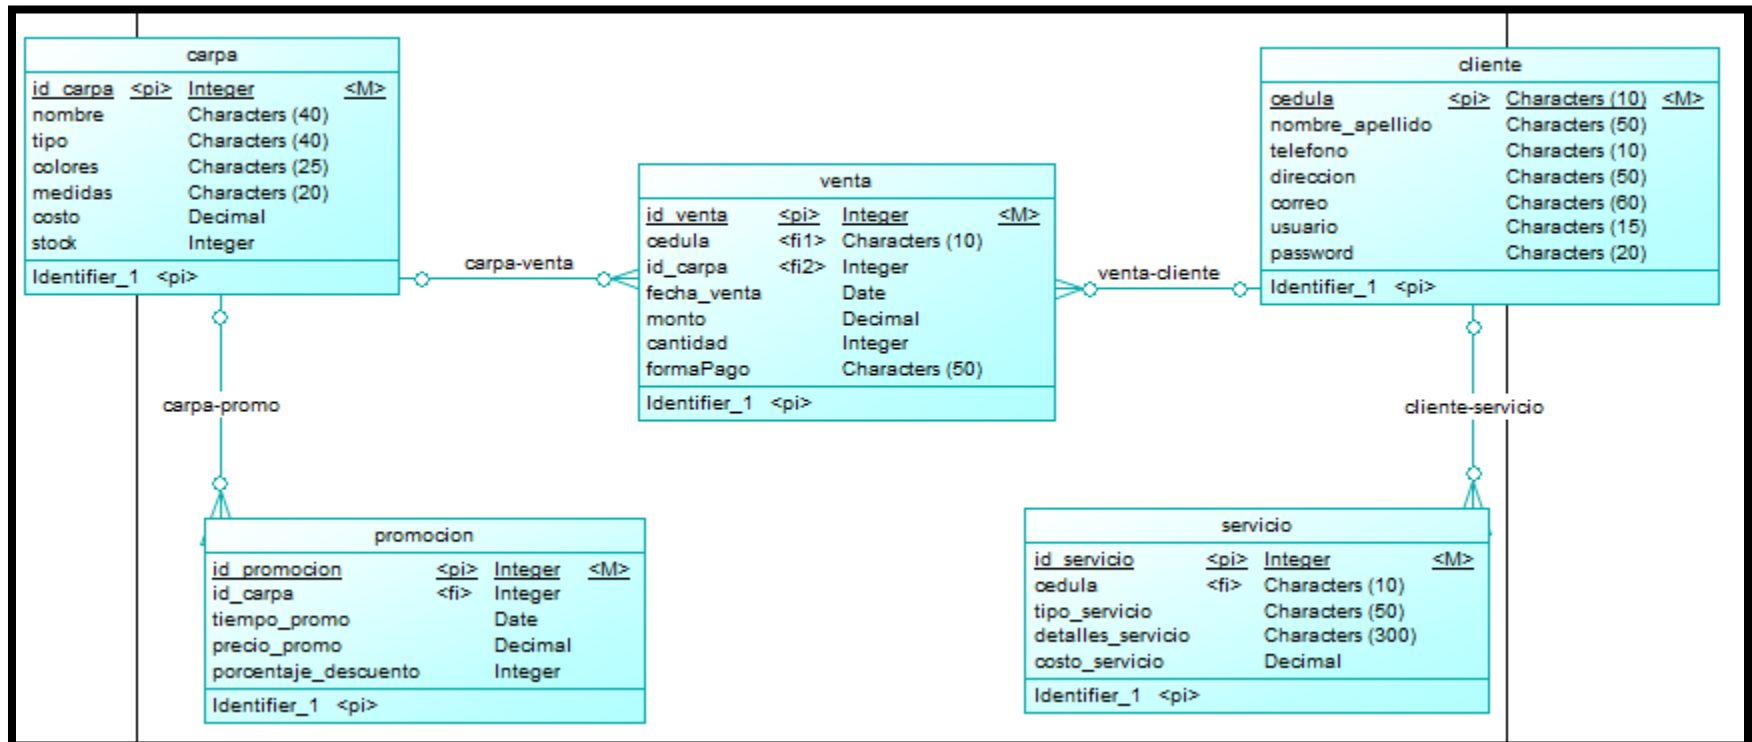 carpa
id_carpa <pi> Integer <M>
nombre Characters (40)
tipo Characters (40)
colores Characters (25)
medidas Characters (20)
costo Decimal
stock Integer
Identifier_1 <pi>
carpa-venta
venta
id_venta <pi> Integer <M>
cedula <fi1> Characters (10)
id_carpa <fi2> Integer
fecha_venta Date
monto Decimal
cantidad Integer
formaPago Characters (50)
Identifier_1 <pi>
venta-cliente
cliente
cedula <pi> Characters (10) <M>
nombre_apellido Characters (50)
telefono Characters (10)
direccion Characters (50)
correo Characters (60)
usuario Characters (15)
password Characters (20)
Identifier_1 <pi>
carpa-promo
cliente-servicio
promocion
id_promocion <pi> Integer <M>
id_carpa <fi> Integer
tiempo_promo Date
precio_promo Decimal
porcentaje_descuento Integer
Identifier_1 <pi>
servicio
id_servicio <pi> Integer <M>
cedula <fi> Characters (10)
tipo_servicio Characters (50)
detalles_servicio Characters (300)
costo_servicio Decimal
Identifier_1 <pi>